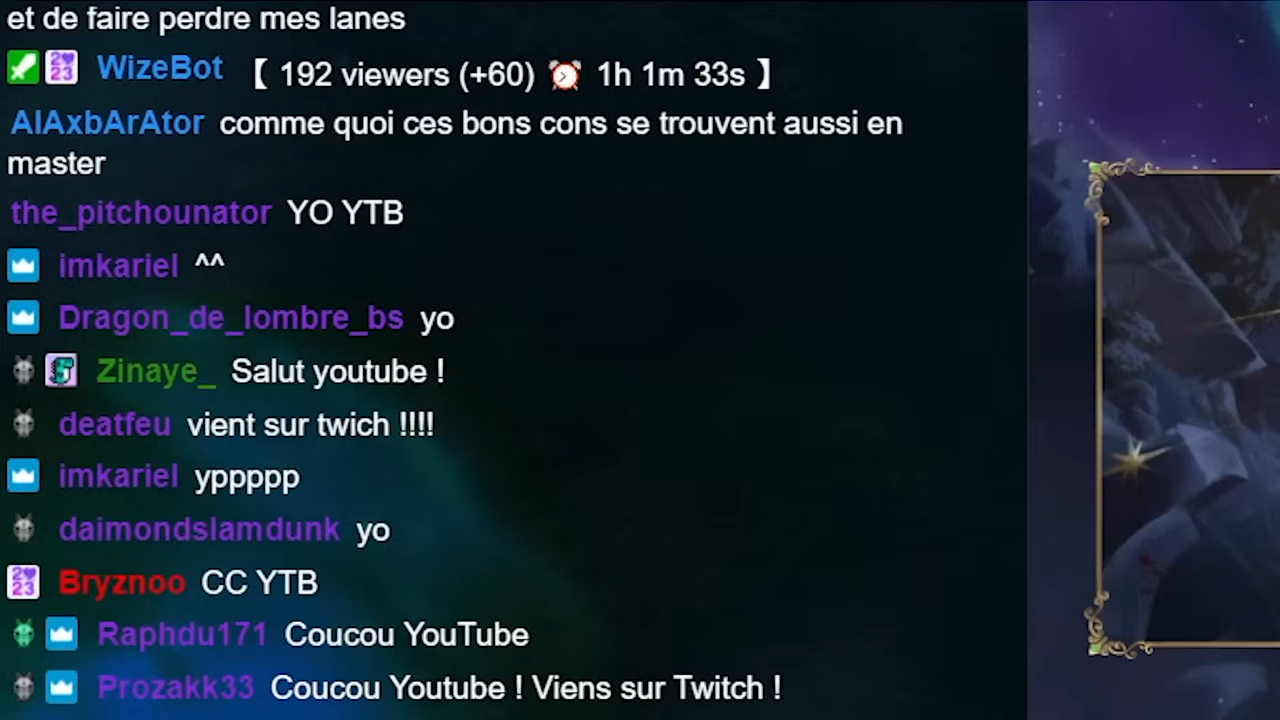 et de faire perdre mes lanes
WizeBot 【 192 viewers (+60) ⏰ 1h 1m 33s 】
AlAxbArAtor comme quoi ces bons cons se trouvent aussi en
master
the_pitchounator YO YTB
imkariel ^^
Dragon_de_lombre_bs yo
Zinaye_ Salut youtube !
deatfeu vient sur twich !!!!
imkariel yppppp
daimondslamdunk yo
Bryznoo CC YTB
Raphdu171 Coucou YouTube
Prozakk33 Coucou Youtube ! Viens sur Twitch !